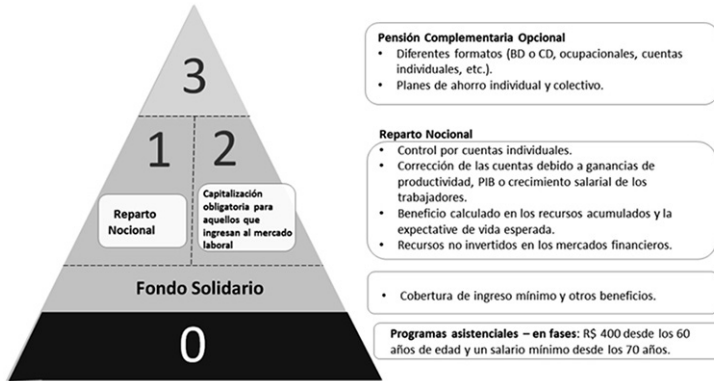 3
1
2
Reparto
Nocional
Capitalización
obligatoria para
aquellos que
ingresan al mercado
laboral
Fondo Solidario
0
Pensión Complementaria Opcional
• Diferentes formatos (BD o CD, ocupacionales, cuentas
individuales, etc.).
• Planes de ahorro individual y colectivo.
Reparto Nocional
• Control por cuentas individuales.
• Corrección de las cuentas debido a ganancias de
productividad, PIB o crecimiento salarial de los
trabajadores.
• Beneficio calculado en los recursos acumulados y la
expectative de vida esperada.
• Recursos no invertidos en los mercados financieros.
• Cobertura de ingreso mínimo y otros beneficios.
Programas asistenciales – en fases: R$ 400 desde los 60
años de edad y un salario mínimo desde los 70 años.